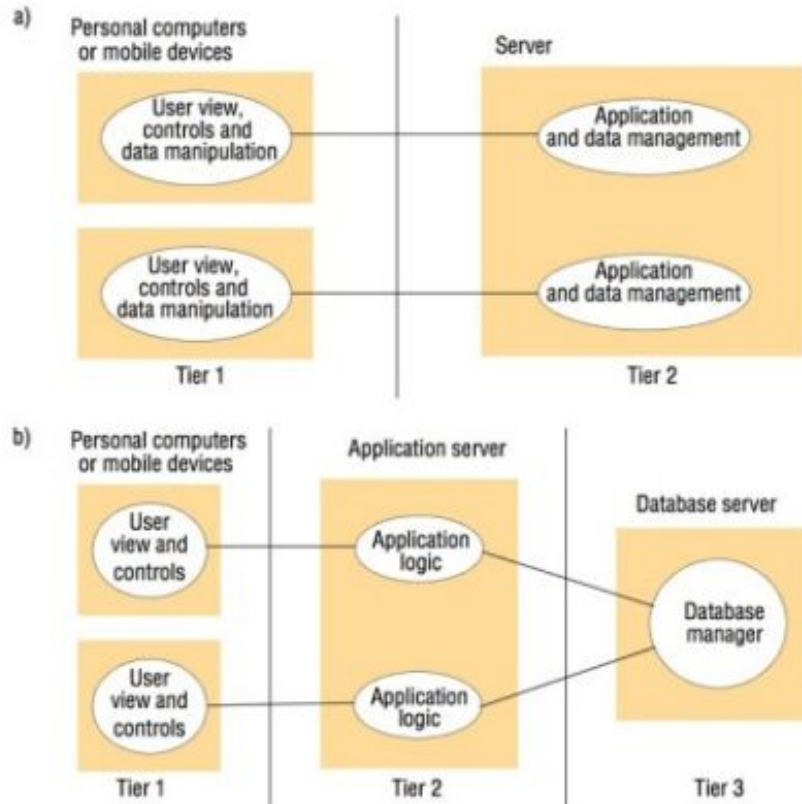 a)
Personal computers
or mobile devices
Server
User view,
controls and
data manipulation
Application
and data management
User view,
controls and
data manipulation
Application
and data management
Tier 1
Tier 2
b)
Personal computers
or mobile devices
Application server
Database server
User
view and
controls
Application
logic
Database
manager
User
view and
controls
Application
logic
Tier 1
Tier 2
Tier 3